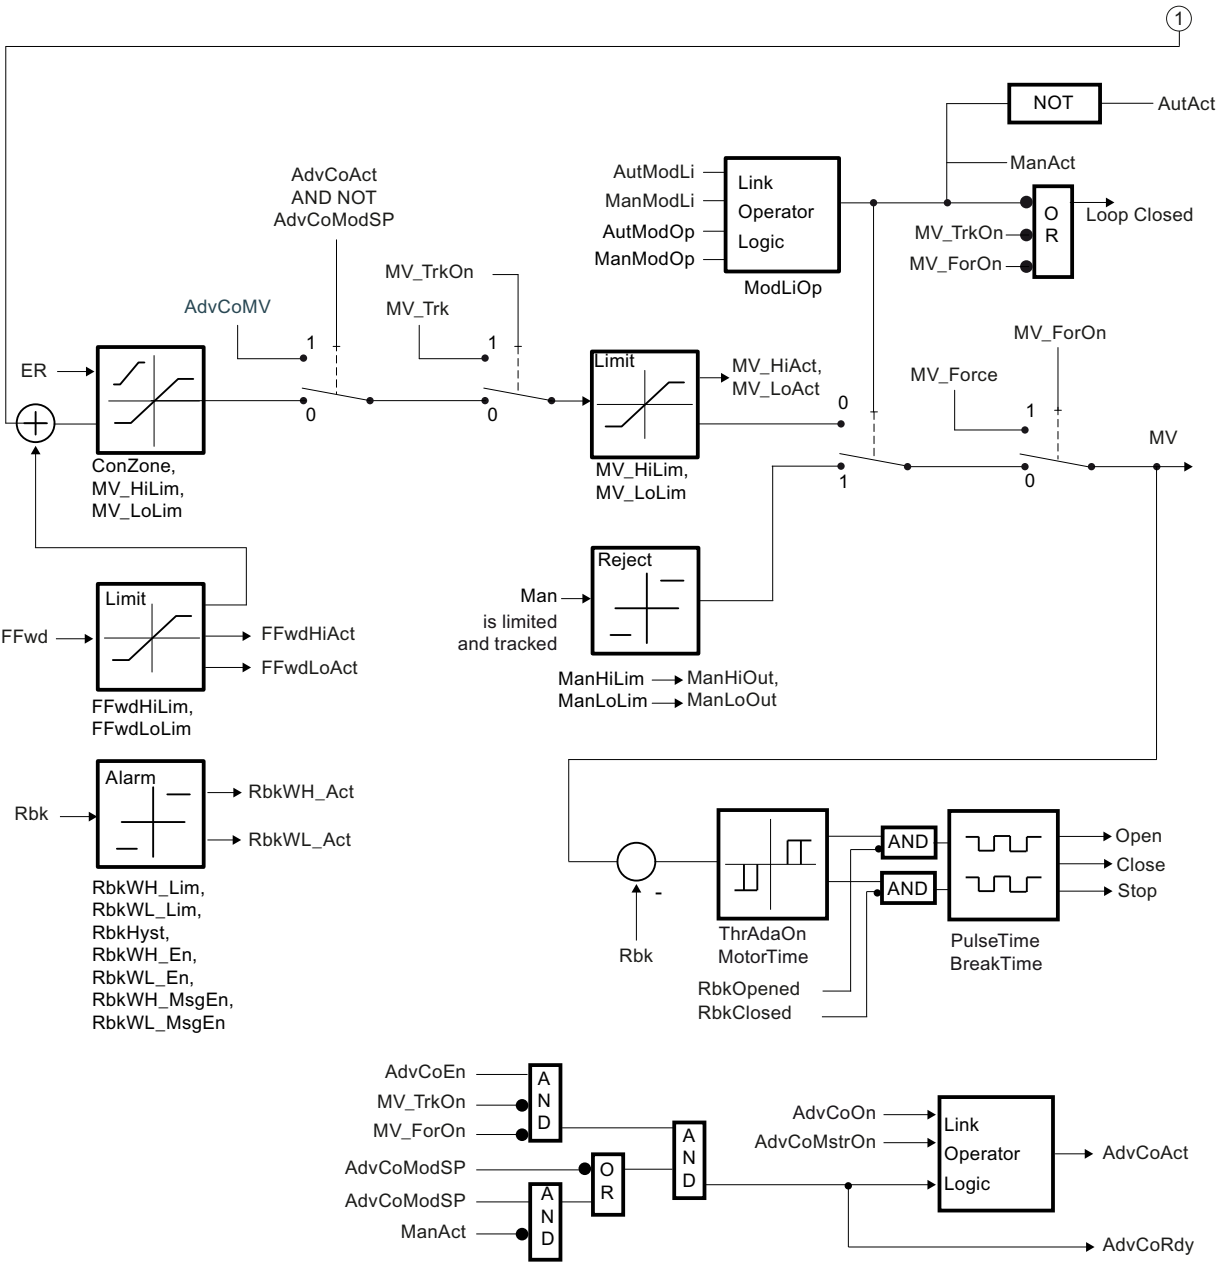 1
NOT
AutAct
ManAct
AutModLi
ManModLi
AutModOp
ManModOp
Link
Operator
Logic
ModLiOp
O
R
Loop Closed
MV_TrkOn
MV_ForOn
AdvCoAct
AND NOT
AdvCoModSP
MV_TrkOn
MV_Trk
AdvCoMV
1
0
1
0
ER
+
ConZone,
MV_HiLim,
MV_LoLim
Limit
MV_HiAct,
MV_LoAct
MV_HiLim,
MV_LoLim
0
1
MV_ForOn
MV_Force
1
0
MV
FFwd
Limit
FFwdHiAct
FFwdLoAct
FFwdHiLim,
FFwdLoLim
Man
is limited
and tracked
Reject
ManHiLim
ManHiOut,
ManLoLim
ManLoOut
Rbk
Alarm
RbkWH_Act
RbkWL_Act
RbkWH_Lim,
RbkWL_Lim,
RbkHyst,
RbkWH_En,
RbkWL_En,
RbkWH_MsgEn,
RbkWL_MsgEn
-
Rbk
ThrAdaOn
MotorTime
RbkOpened
RbkClosed
AND
AND
PulseTime
BreakTime
Open
Close
Stop
AdvCoEn
MV_TrkOn
MV_ForOn
A
N
D
AdvCoModSP
AdvCoModSP
ManAct
A
N
D
O
R
A
N
D
AdvCoOn
AdvCoMstrOn
Link
Operator
Logic
AdvCoAct
AdvCoRdy